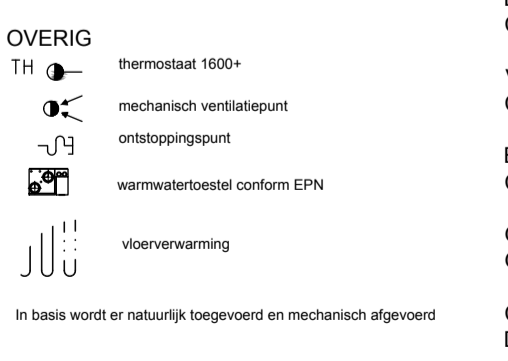 OVERIG
TH thermostaat 1600+
mechanisch ventilatiepunt
ontstoppingspunt
warmwatertoestel conform EPN
vloerverwarming
In basis wordt er natuurlijk toegevoerd en mechanisch afgevoerd